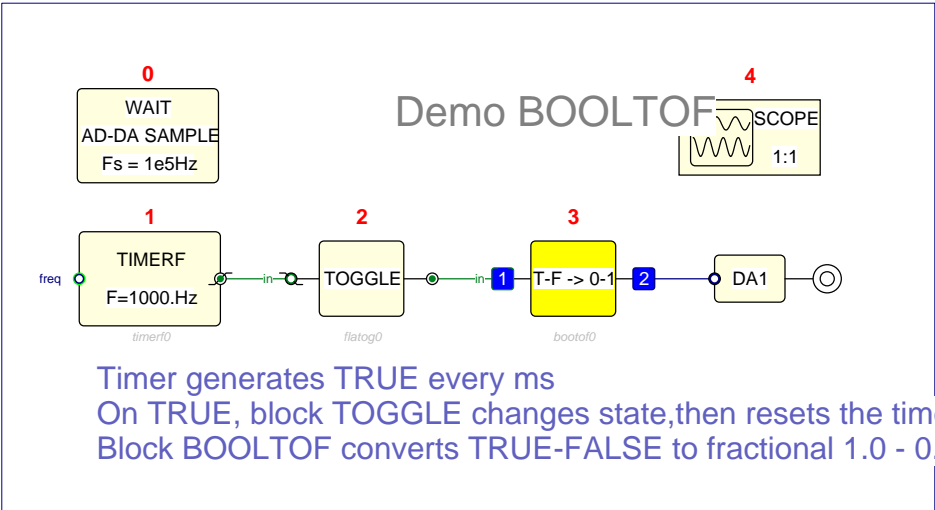 0
WAIT
AD-DA SAMPLE
Fs = 1e5Hz
Demo BOOLTOF
4
SCOPE
1:1
1
TIMERF
F=1000.Hz
freq
timerf0
in
2
TOGGLE
flatog0
in
3
1
T-F -> 0-1
2
bootof0
DA1
Timer generates TRUE every ms
On TRUE, block TOGGLE changes state,then resets the
Block BOOLTOF converts TRUE-FALSE to fractional 1.0 - 0.